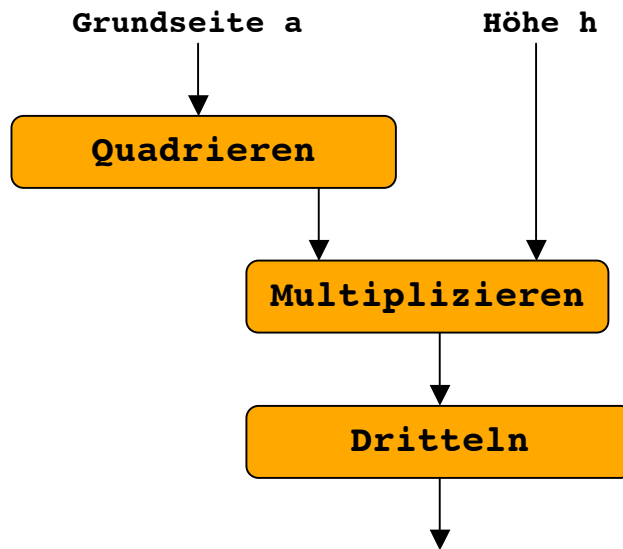 Grundseite a Höhe h
Quadrieren
Multiplizieren
Dritteln